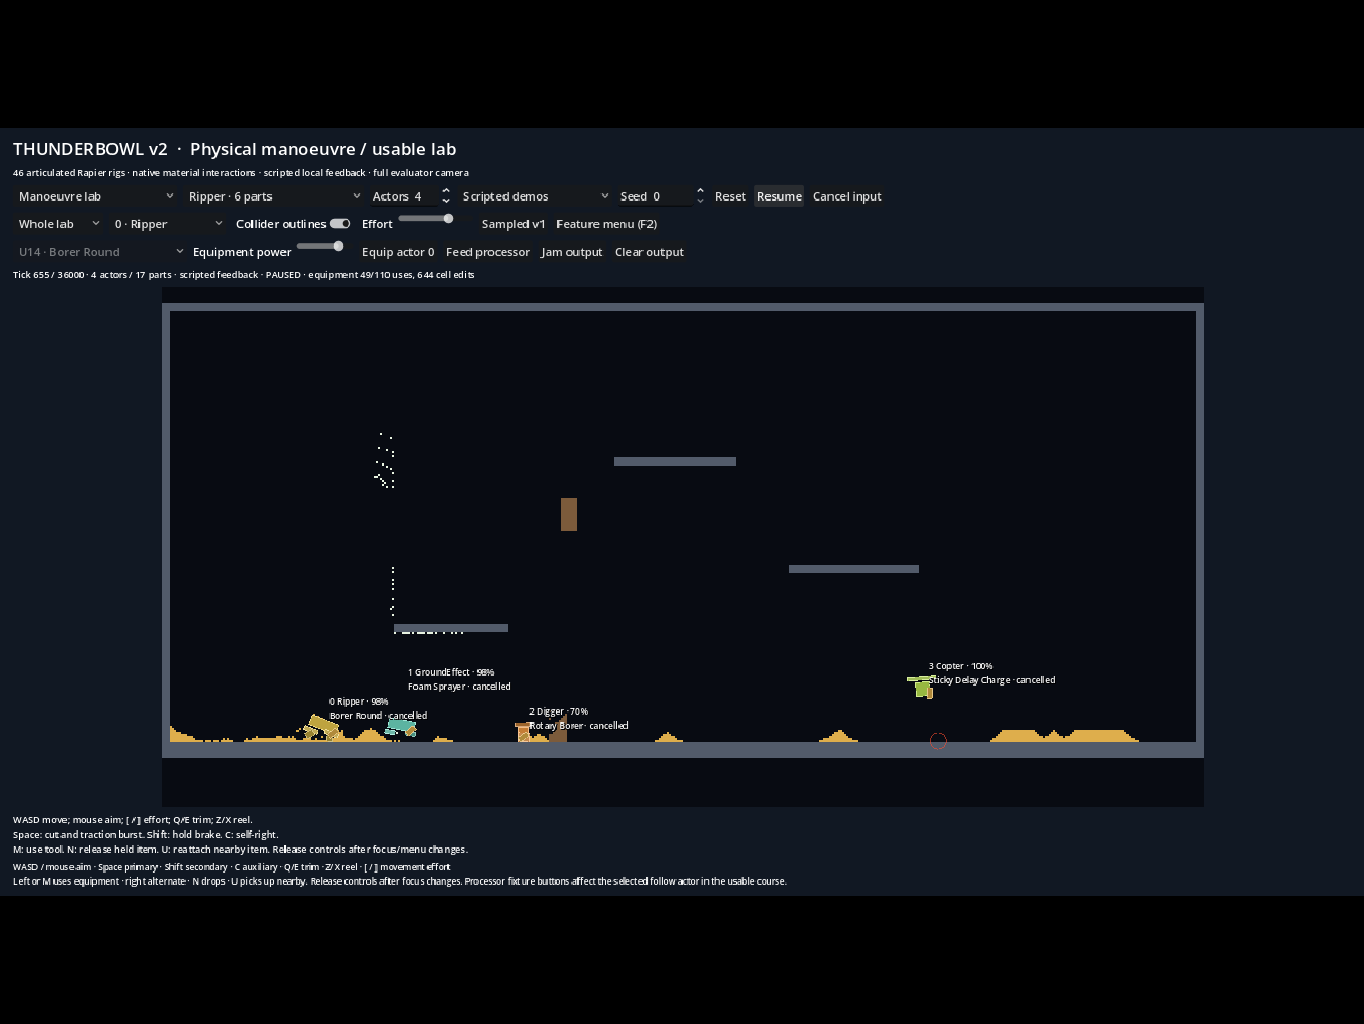 THUNDERBOWL v2 · Physical manoeuvre / usable lab
46 articulated Rapier rigs · native material interactions · scripted local feedback · full evaluator camera
Manoeuvre lab Ripper · 6 parts Actors 4 Scripted demos Seed 0 Reset Resume Cancel input
Whole lab 0 · Ripper Collider outlines Effort Sampled v1 Feature menu (F2)
U14 · Borer Round Equipment power Equip actor 0 Feed processor Jam output Clear output
Tick 655 / 36000 · 4 actors / 17 parts · scripted feedback · PAUSED · equipment 49/110 uses, 644 cell edits
3 Copter · 100%
Sticky Delay Charge · cancelled
1 GroundEffect · 98%
Foam Sprayer · cancelled
0 Ripper · 98%
Borer Round · cancelled
2 Digger · 70%
Rotary Borer · cancelled
WASD move; mouse aim; [ / ] effort; Q/E trim; Z/X reel.
Space: cut and traction burst. Shift: hold brake. C: self-right.
M: use tool. N: release held item. U: reattach nearby item. Release controls after focus/menu changes.
WASD / mouse aim · Space primary · Shift secondary · C auxiliary · Q/E trim · Z/X reel · [ / ] movement effort
Left or M uses equipment · right alternate · N drops · U picks up nearby. Release controls after focus changes. Processor fixture buttons affect the selected follow actor in the usable course.